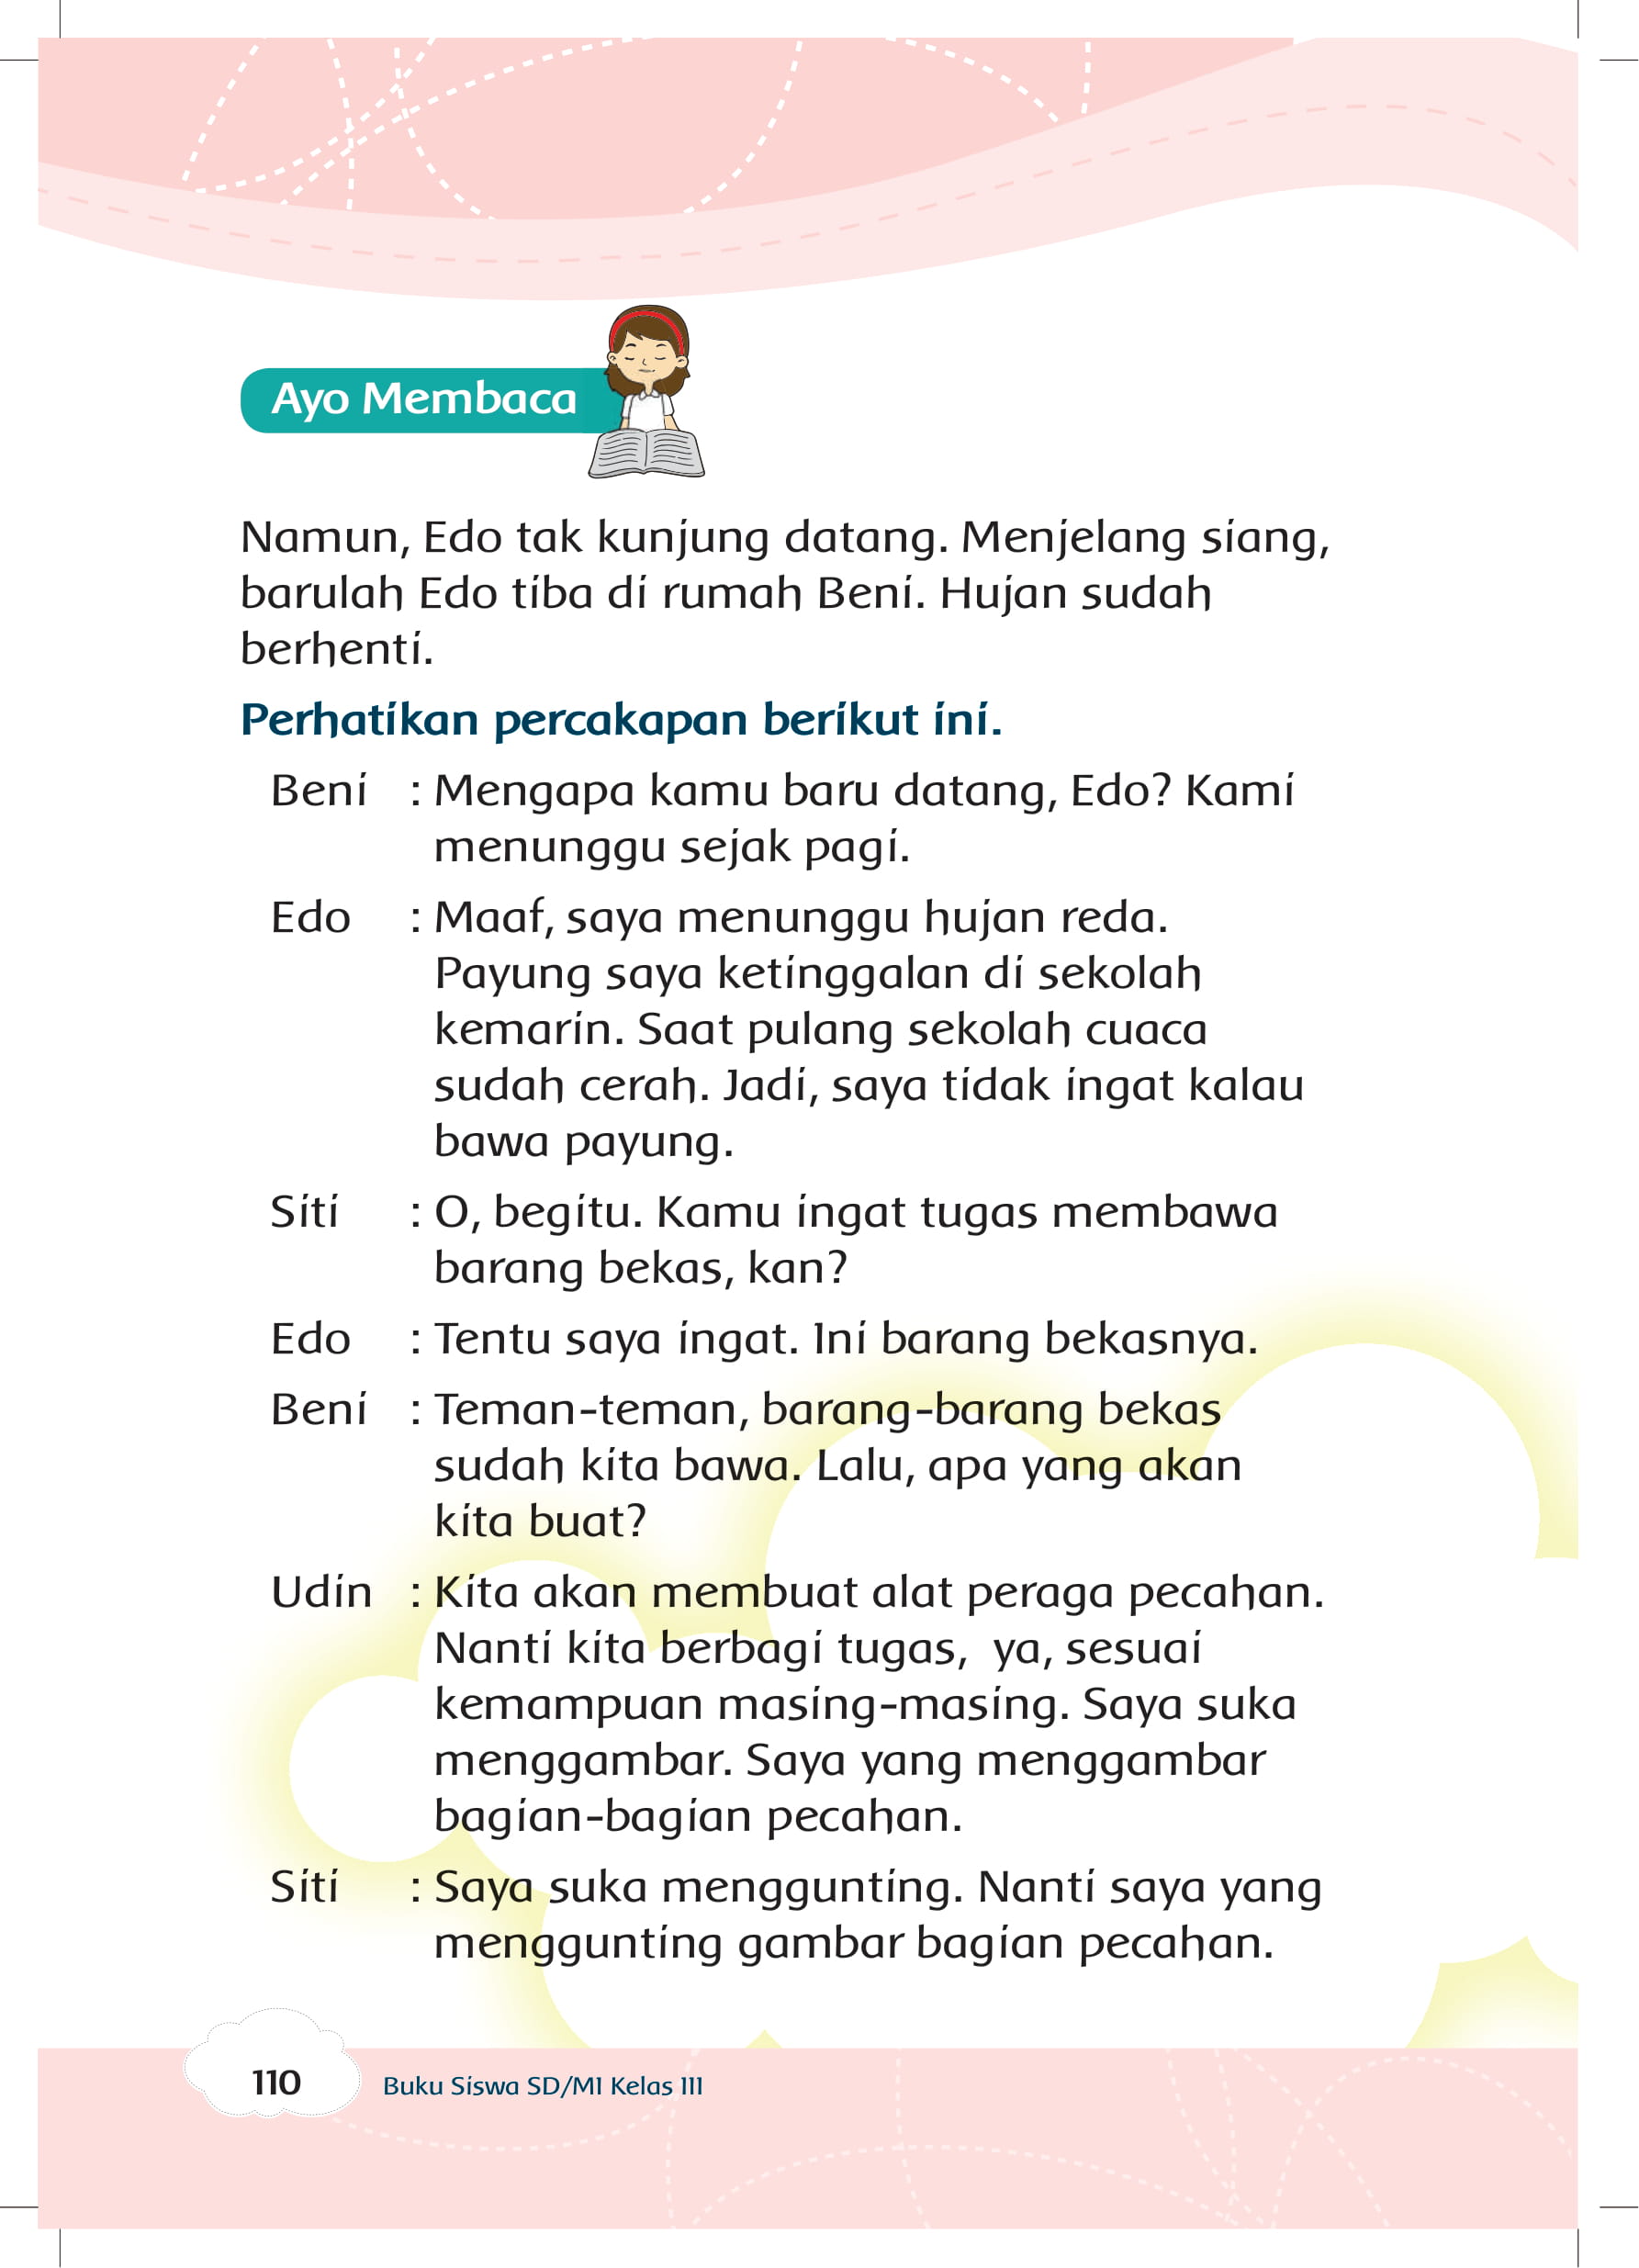 Ayo Membaca
Namun, Edo tak kunjung datang. Menjelang siang,
barulah Edo tiba di rumah Beni. Hujan sudah
berhenti.
Perhatikan percakapan berikut ini.
Beni : Mengapa kamu baru datang, Edo? Kami
menunggu sejak pagi.
Edo : Maaf, saya menunggu hujan reda.
Payung saya ketinggalan di sekolah
kemarin. Saat pulang sekolah cuaca
sudah cerah. Jadi, saya tidak ingat kalau
bawa payung.
Siti : O, begitu. Kamu ingat tugas membawa
barang bekas, kan?
Edo : Tentu saya ingat. Ini barang bekasnya.
Beni : Teman-teman, barang-barang bekas
sudah kita bawa. Lalu, apa yang akan
kita buat?
Udin : Kita akan membuat alat peraga pecahan.
Nanti kita berbagi tugas, ya, sesuai
kemampuan masing-masing. Saya suka
menggambar. Saya yang menggambar
bagian-bagian pecahan.
Siti : Saya suka menggunting. Nanti saya yang
menggunting gambar bagian pecahan.
110 Buku Siswa SD/MI Kelas III